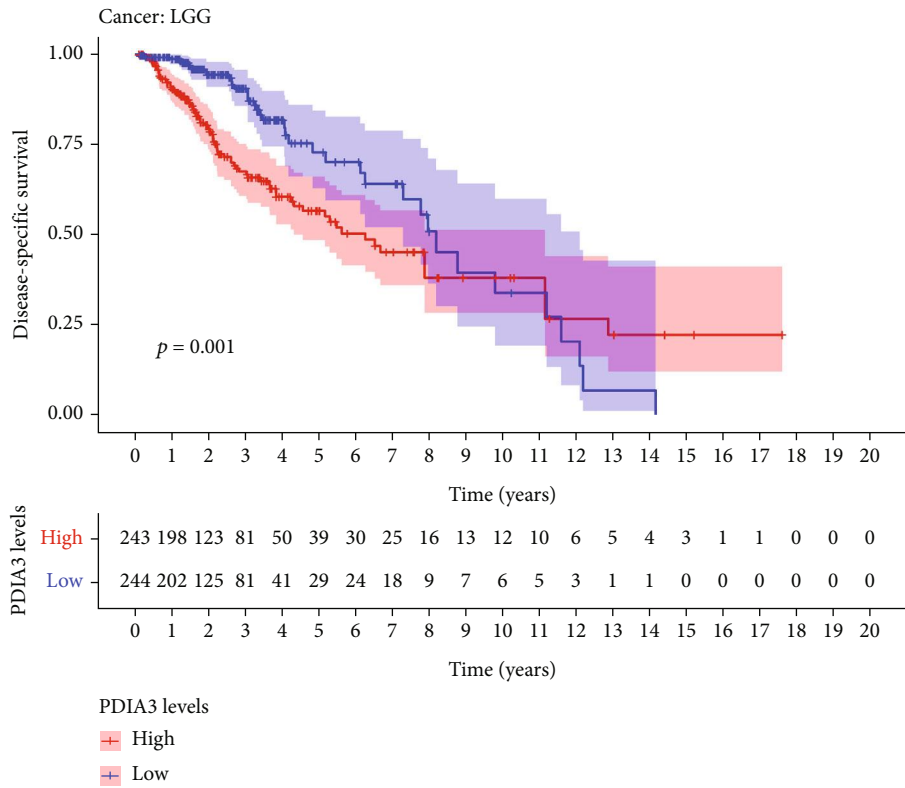 Cancer: LGG
1.00
0.75
0.50
0.25
0.00
Disease-specific survival
p = 0.001
0 1 2 3 4 5 6 7 8 9 10 11 12 13 14 15 16 17 18 19 20
Time (years)
PDIA3 levels
High 243 198 123 81 50 39 30 25 16 13 12 10 6 5 4 3 1 1 0 0 0
Low 244 202 125 81 41 29 24 18 9 7 6 5 3 1 1 0 0 0 0 0 0
0 1 2 3 4 5 6 7 8 9 10 11 12 13 14 15 16 17 18 19 20
Time (years)
PDIA3 levels
High
Low